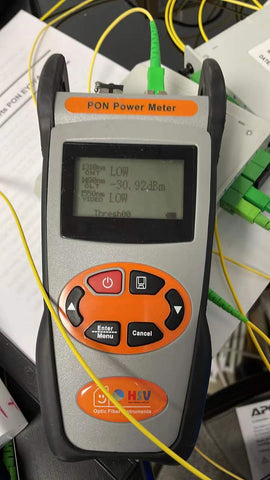 PON Power Meter
1310nm
ONT LOW
1490nm
OLT -30.92dBm
1550nm
VIDEO LOW
Thresh00
Enter
Menu
Cancel
HSV
Optic Fiber Instruments